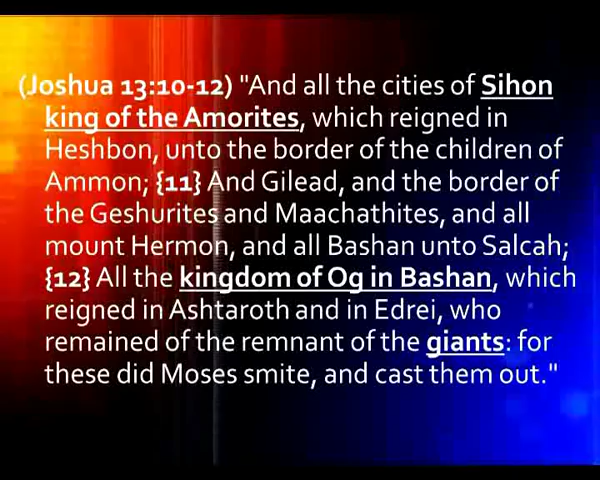 (Joshua 13:10-12) "And all the cities of Sihon
king of the Amorites, which reigned in
Heshbon, unto the border of the children of
Ammon; {11} And Gilead, and the border of
the Geshurites and Maachathites, and all
mount Hermon, and all Bashan unto Salcah;
{12} All the kingdom of Og in Bashan, which
reigned in Ashtaroth and in Edrei, who
remained of the remnant of the giants: for
these did Moses smite, and cast them out."